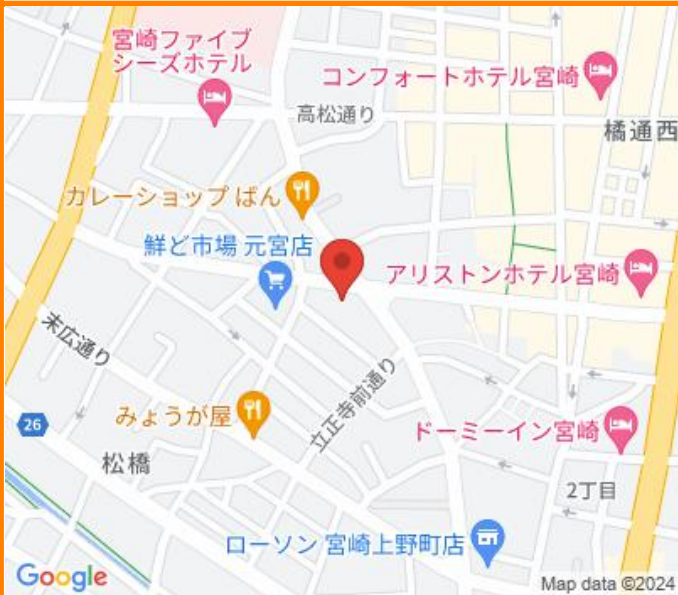 宮崎ファイブ
シーズホテル
コンフォートホテル宮崎
高松通り
橘通西
カレーショップ ばん
鮮ど市場 元宮店
アリストンホテル宮崎
末広通り
立正寺前通り
みょうが屋
26
ドーミーイン宮崎
松橋
2丁目
ローソン 宮崎上野町店
Google
Map data ©2024